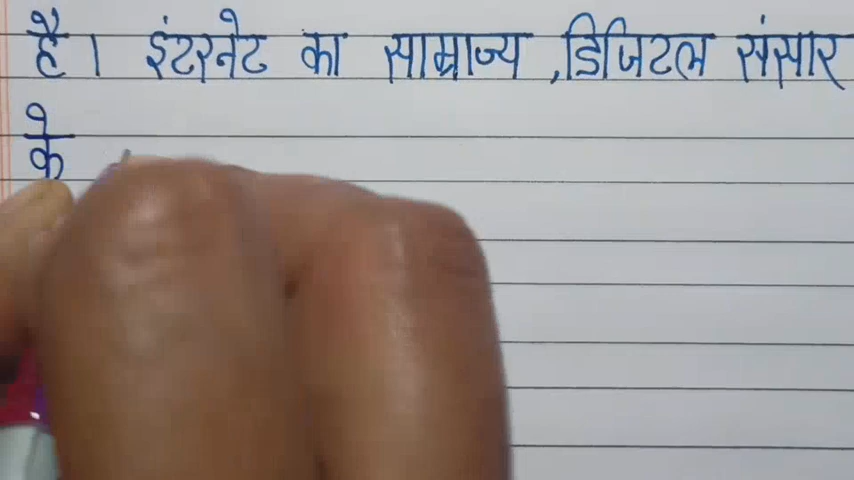 है। इंटरनेट का साम्राज्य ,डिजिटल संसार
के